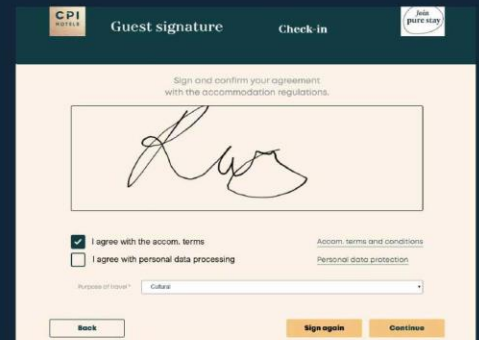 CPI
HOTELS
Guest signature
Check-in
Join
pure stay
Sign and confirm your agreement
with the accommodation regulations.
I agree with the accom. terms
Accom. terms and conditions
I agree with personal data processing
Personal data protection
Purpose of travel *
Cultural
Back
Sign again
Continue